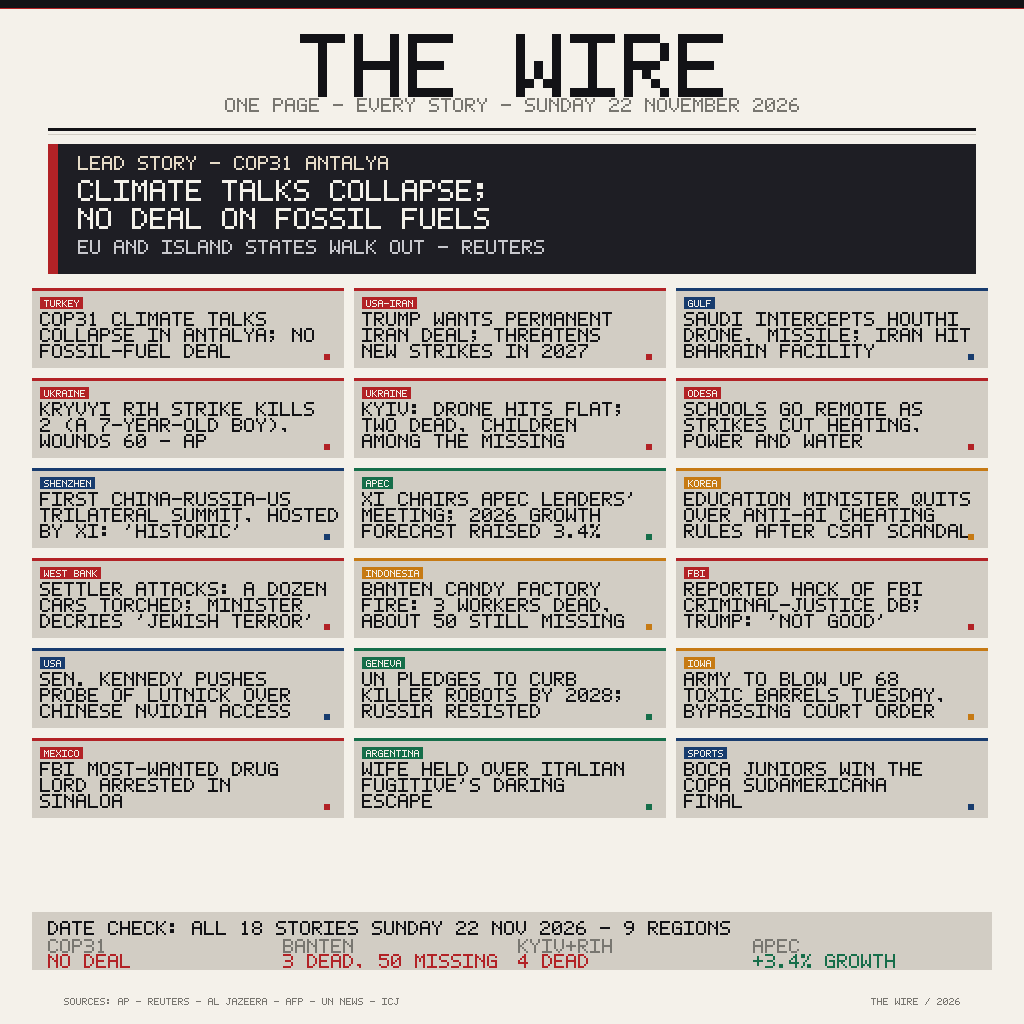 THE WIRE
ONE PAGE – EVERY STORY – SUNDAY 22 NOVEMBER 2026
LEAD STORY – COP31 ANTALYA
CLIMATE TALKS COLLAPSE;
NO DEAL ON FOSSIL FUELS
EU AND ISLAND STATES WALK OUT – REUTERS
TURKEY
COP31 CLIMATE TALKS
COLLAPSE IN ANTALYA; NO
FOSSIL-FUEL DEAL
USA-IRAN
TRUMP WANTS PERMANENT
IRAN DEAL; THREATENS
NEW STRIKES IN 2027
GULF
SAUDI INTERCEPTS HOUTHI
DRONE, MISSILE; IRAN HIT
BAHRAIN FACILITY
UKRAINE
KRYVYI RIH STRIKE KILLS
2 (A 7-YEAR-OLD BOY),
WOUNDS 60 – AP
UKRAINE
KYIV: DRONE HITS FLAT;
TWO DEAD, CHILDREN
AMONG THE MISSING
ODESA
SCHOOLS GO REMOTE AS
STRIKES CUT HEATING,
POWER AND WATER
SHENZHEN
FIRST CHINA-RUSSIA-US
TRILATERAL SUMMIT, HOSTED
BY XI: 'HISTORIC'
APEC
XI CHAIRS APEC LEADERS'
MEETING; 2026 GROWTH
FORECAST RAISED 3.4%
KOREA
EDUCATION MINISTER QUITS
OVER ANTI-AI CHEATING
RULES AFTER CSAT SCANDAL
WEST BANK
SETTLER ATTACKS: A DOZEN
CARS TORCHED; MINISTER
DECRIES 'JEWISH TERROR'
INDONESIA
BANTEN CANDY FACTORY
FIRE: 3 WORKERS DEAD,
ABOUT 50 STILL MISSING
FBI
REPORTED HACK OF FBI
CRIMINAL-JUSTICE DB;
TRUMP: 'NOT GOOD'
USA
SEN. KENNEDY PUSHES
PROBE OF LUTNICK OVER
CHINESE NVIDIA ACCESS
GENEVA
UN PLEDGES TO CURB
KILLER ROBOTS BY 2028;
RUSSIA RESISTED
IOWA
ARMY TO BLOW UP 68
TOXIC BARRELS TUESDAY,
BYPASSING COURT ORDER
MEXICO
FBI MOST-WANTED DRUG
LORD ARRESTED IN
SINALOA
ARGENTINA
WIFE HELD OVER ITALIAN
FUGITIVE'S DARING
ESCAPE
SPORTS
BOCA JUNIORS WIN THE
COPA SUDAMERICANA
FINAL
DATE CHECK: ALL 18 STORIES SUNDAY 22 NOV 2026 – 9 REGIONS
COP31 BANTEN KYIV+RIH APEC
NO DEAL 3 DEAD, 50 MISSING 4 DEAD +3.4% GROWTH
SOURCES: AP – REUTERS – AL JAZEERA – AFP – UN NEWS – ICJ
THE WIRE / 2026